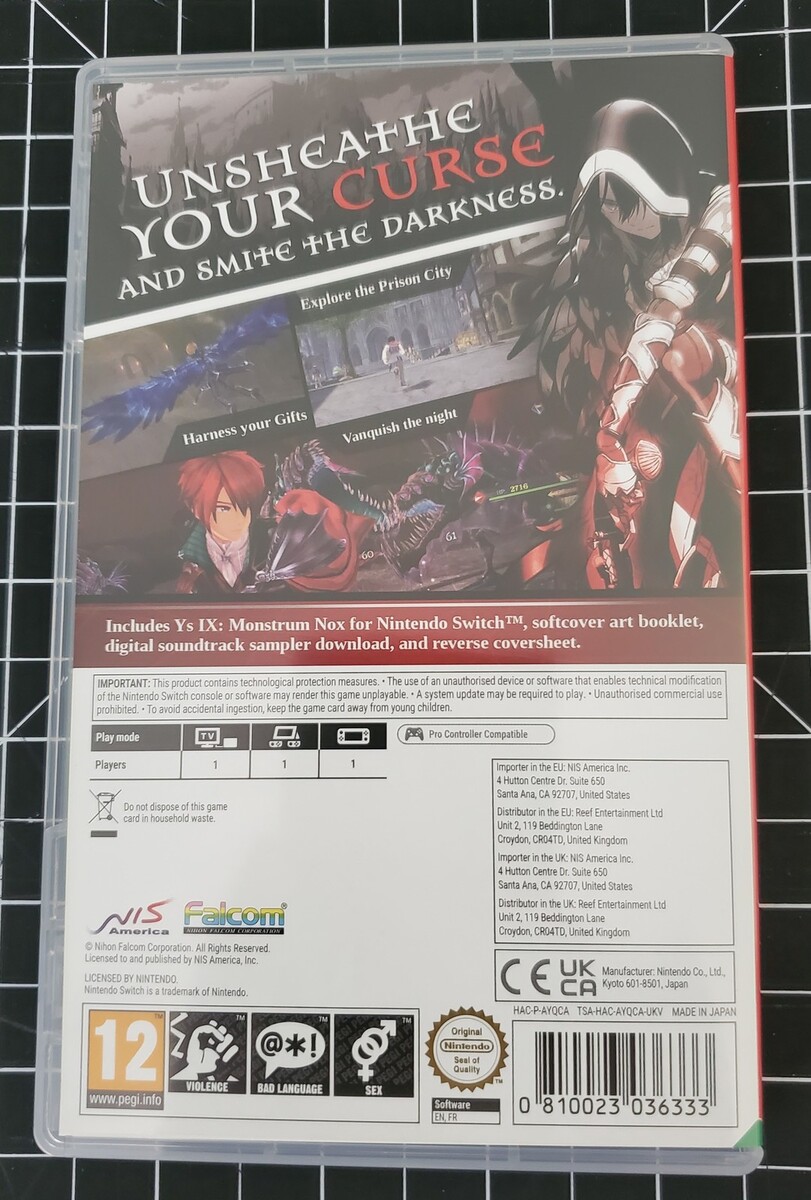 UNSHEATHE
YOUR CURSE
AND SMITE THE DARKNESS.
Explore the Prison City
Harness your Gifts
Vanquish the night
2716
60
61
Includes Ys IX: Monstrum Nox for Nintendo Switch™, softcover art booklet,
digital soundtrack sampler download, and reverse coversheet.
IMPORTANT: This product contains technological protection measures. • The use of an unauthorised device or software that enables technical modification
of the Nintendo Switch console or software may render this game unplayable. • A system update may be required to play. • Unauthorised commercial use
prohibited. • To avoid accidental ingestion, keep the game card away from young children.
Play mode
TV
Pro Controller Compatible
Players 1 1 1
Do not dispose of this game
card in household waste.
Importer in the EU: NIS America Inc.
4 Hutton Centre Dr. Suite 650
Santa Ana, CA 92707, United States
Distributor in the EU: Reef Entertainment Ltd
Unit 2, 119 Beddington Lane
Croydon, CR04TD, United Kingdom
Importer in the UK: NIS America Inc.
4 Hutton Centre Dr. Suite 650
Santa Ana, CA 92707, United States
Distributor in the UK: Reef Entertainment Ltd
Unit 2, 119 Beddington Lane
Croydon, CR04TD, United Kingdom
NIS
America
Falcom®
NIHON FALCOM CORPORATION
© Nihon Falcom Corporation. All Rights Reserved.
Licensed to and published by NIS America, Inc.
LICENSED BY NINTENDO.
Nintendo Switch is a trademark of Nintendo.
CE UK
CA
Manufacturer: Nintendo Co., Ltd.,
Kyoto 601-8501, Japan
HAC-P-AYQCA TSA-HAC-AYQCA-UKV MADE IN JAPAN
12™
www.pegi.info
™
VIOLENCE
@*!™
BAD LANGUAGE
™
SEX
Original
Nintendo
Seal of
Quality
™
Software
EN, FR
0 810023 036333